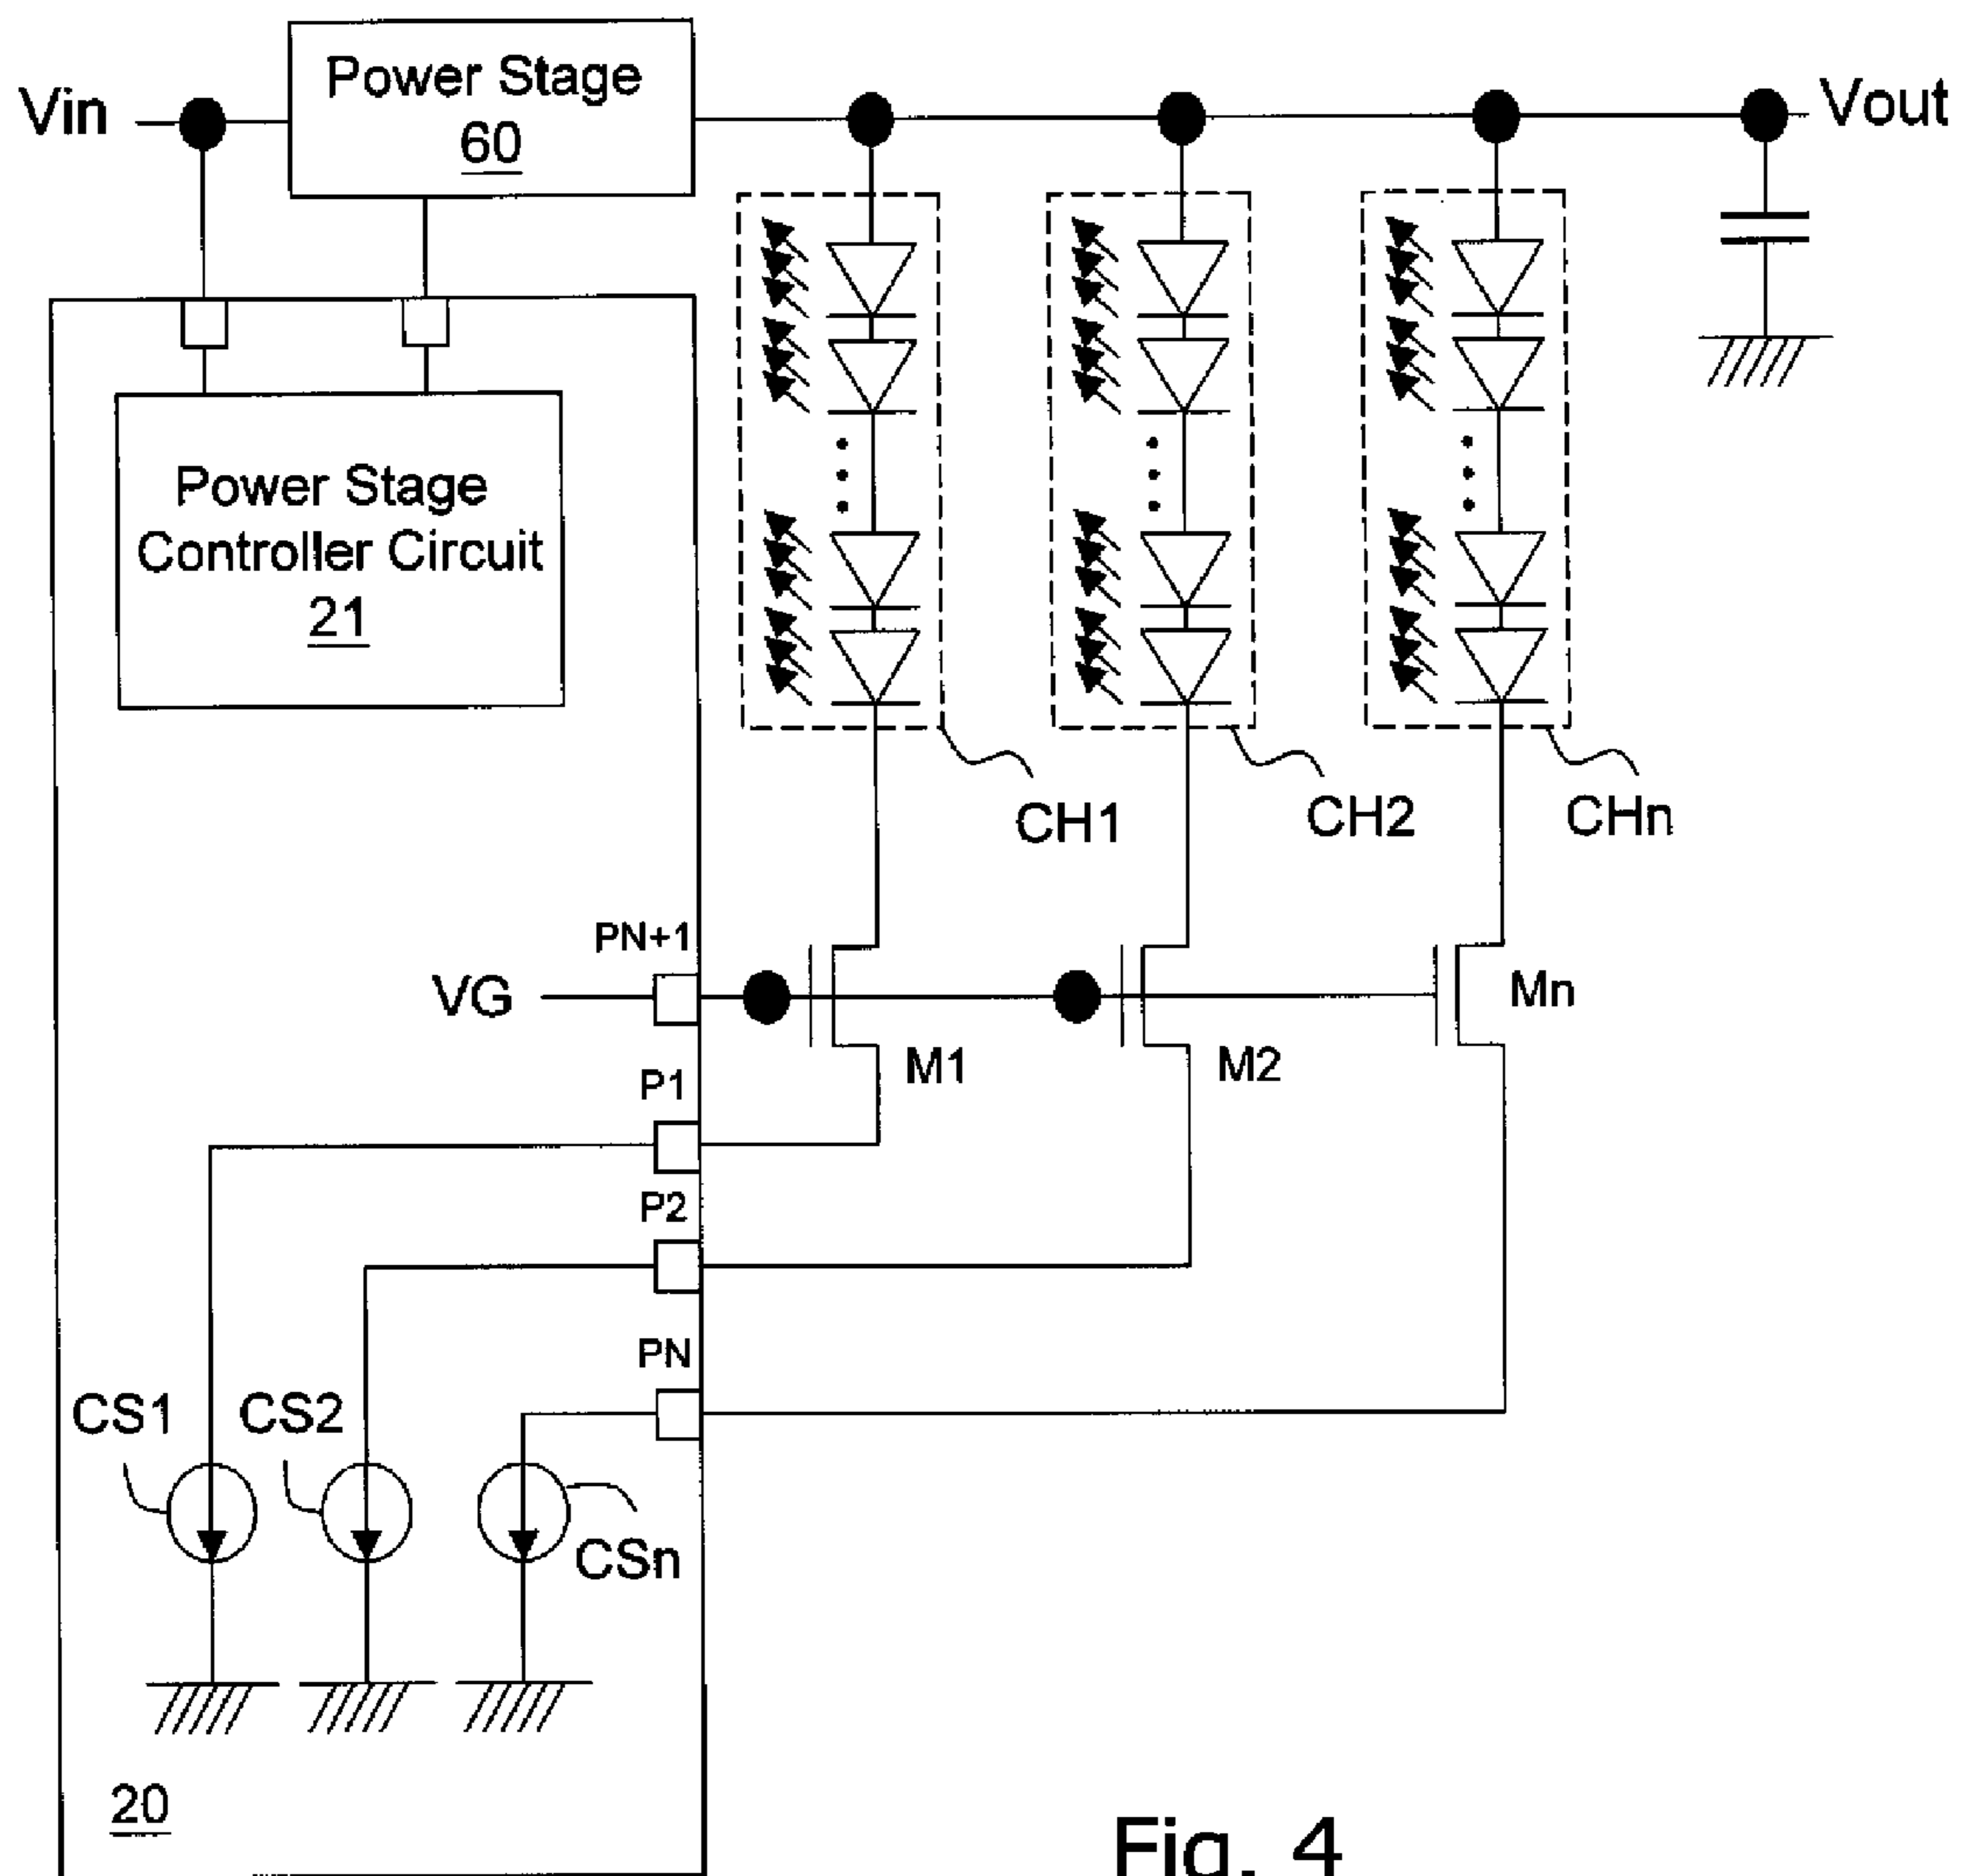 Vin
Power Stage
60
Vout
Power Stage
Controller Circuit
21
CH1
CH2
CHn
PN+1
VG
Mn
M1
M2
P1
P2
PN
CS1
CS2
CSn
20
Fig. 4